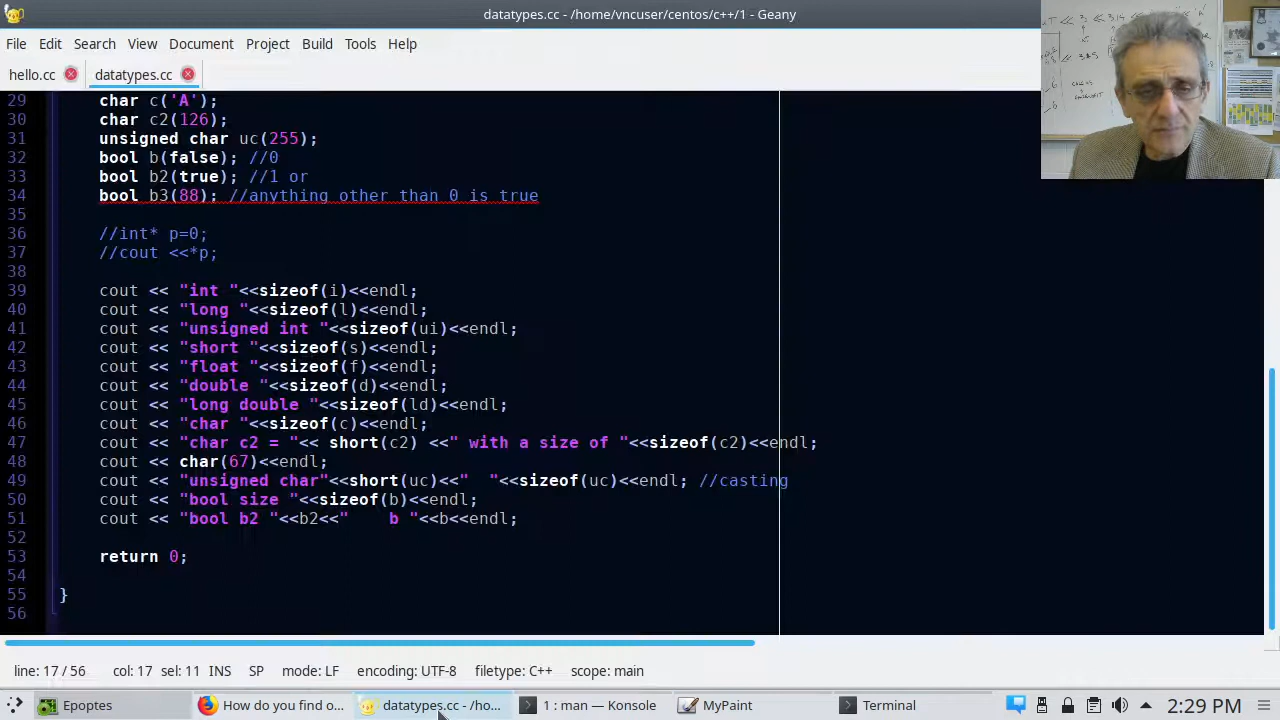 datatypes.cc - /home/vncuser/centos/c++/1 - Geany
File Edit Search View Document Project Build Tools Help
hello.cc datatypes.cc
29 char c('A');
30 char c2(126);
31 unsigned char uc(255);
32 bool b(false); //0
33 bool b2(true); //1 or
34 bool b3(88); //anything other than 0 is true
35
36 //int* p=0;
37 //cout <<*p;
38
39 cout << "int "<<sizeof(i)<<endl;
40 cout << "long "<<sizeof(l)<<endl;
41 cout << "unsigned int "<<sizeof(ui)<<endl;
42 cout << "short "<<sizeof(s)<<endl;
43 cout << "float "<<sizeof(f)<<endl;
44 cout << "double "<<sizeof(d)<<endl;
45 cout << "long double "<<sizeof(ld)<<endl;
46 cout << "char "<<sizeof(c)<<endl;
47 cout << "char c2 = "<< short(c2) <<" with a size of "<<sizeof(c2)<<endl;
48 cout << char(67)<<endl;
49 cout << "unsigned char"<<short(uc)<<"  "<<sizeof(uc)<<endl; //casting
50 cout << "bool size "<<sizeof(b)<<endl;
51 cout << "bool b2 "<<b2<<"    b "<<b<<endl;
52
53 return 0;
54
55 }
56
line: 17 / 56 col: 17 sel: 11 INS SP mode: LF encoding: UTF-8 filetype: C++ scope: main
Epoptes How do you find o... datatypes.cc - /ho... 1 : man — Konsole MyPaint Terminal 2:29 PM